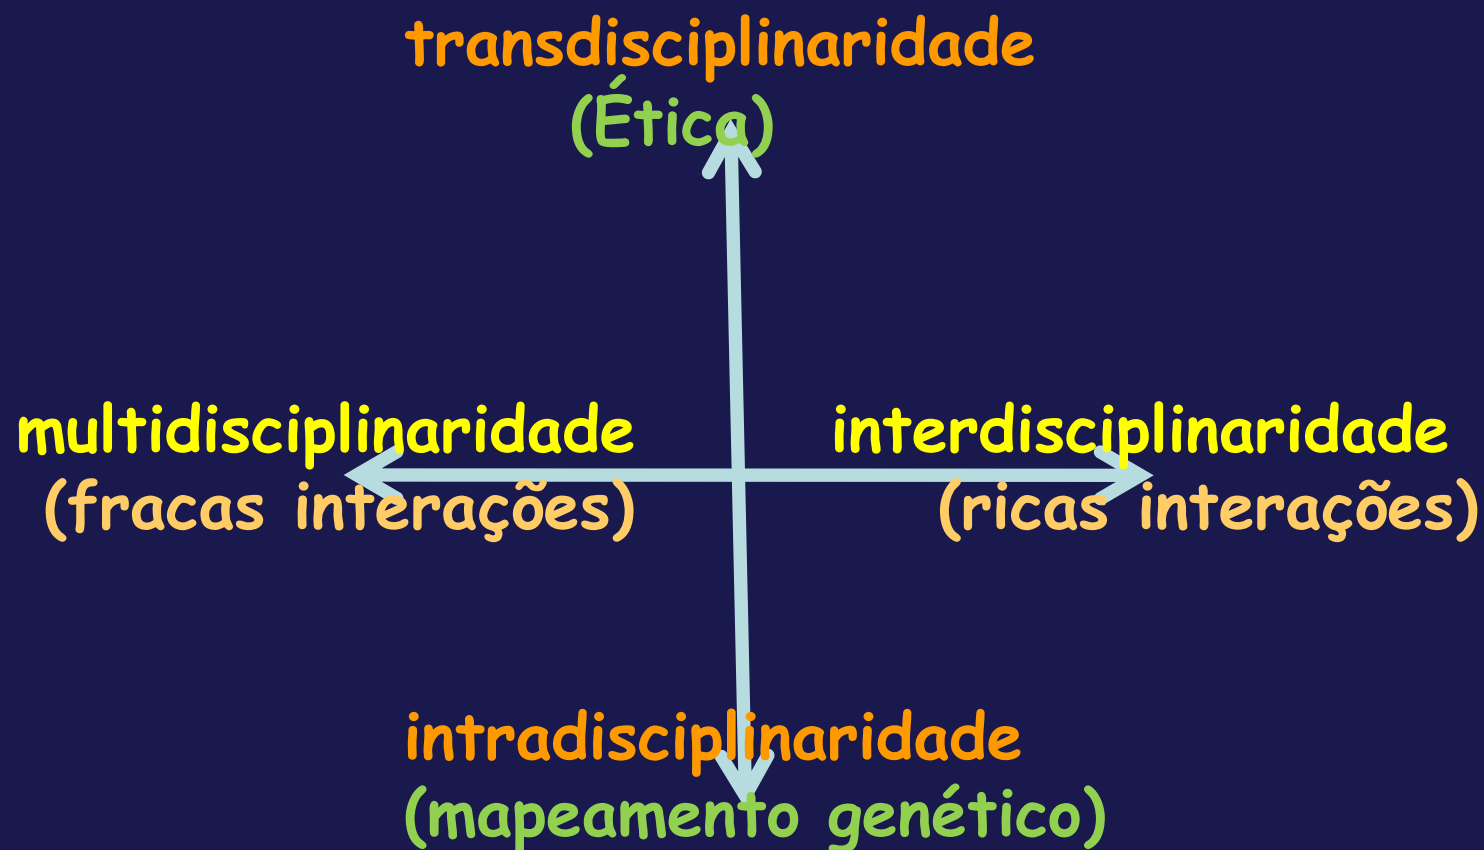 transdisciplinaridade
(Ética)
multidisciplinaridade
(fracas interações)
interdisciplinaridade
(ricas interações)
intradisciplinaridade
(mapeamento genético)